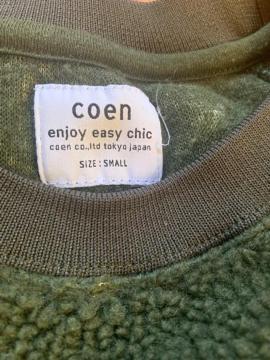 coen
enjoy easy chic
coen co.,ltd tokyo japan
SIZE : SMALL